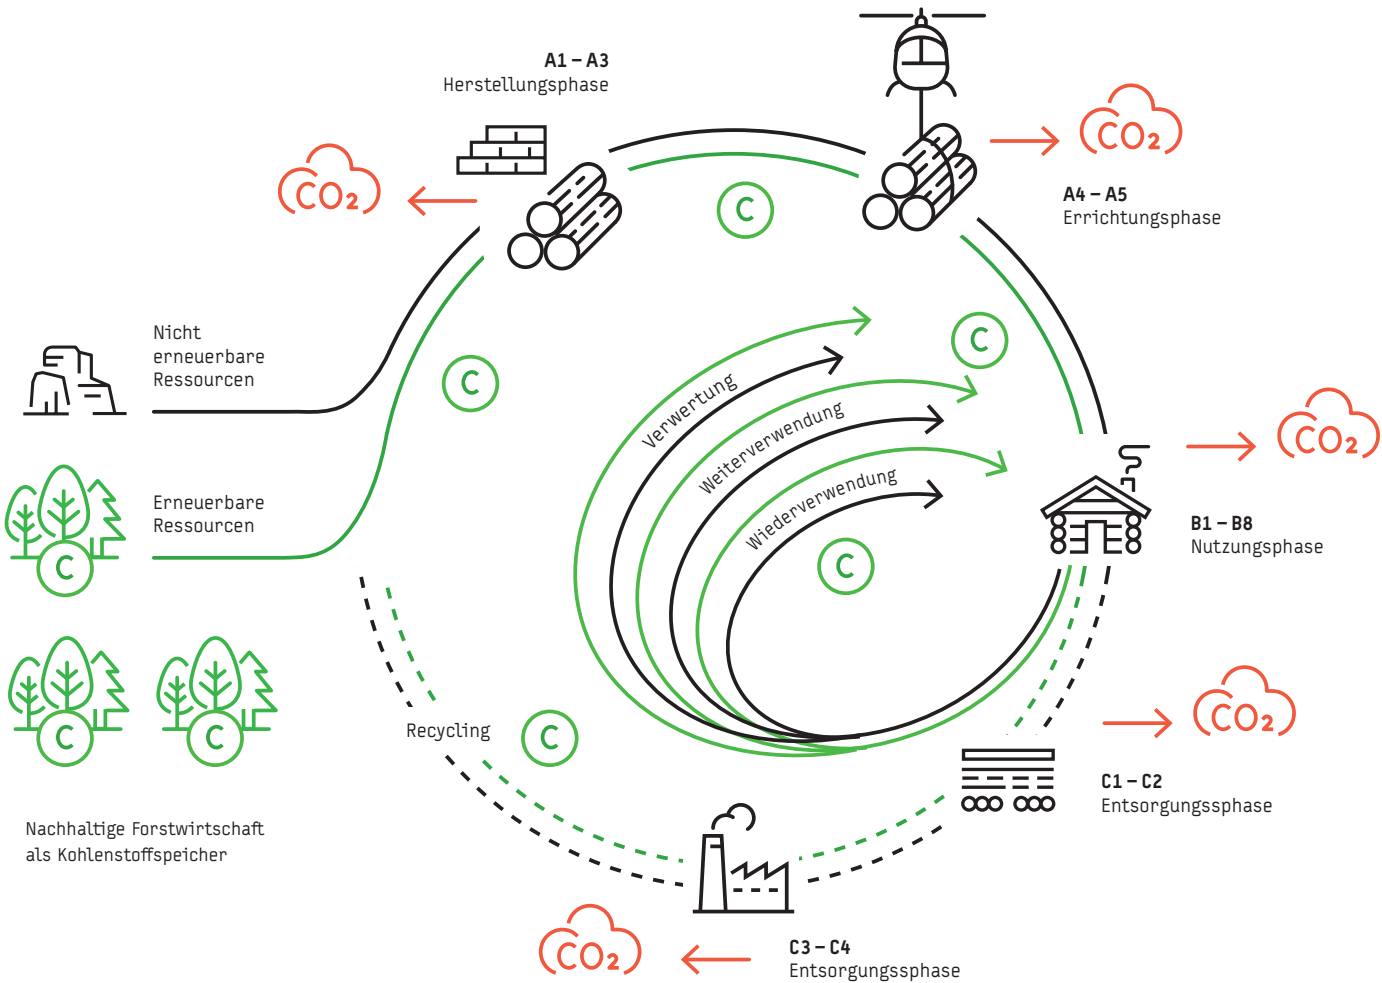 A1 – A3
Herstellungsphase
CO2
CO2
A4 – A5
Errichtungsphase
C
C
C
Nicht
erneuerbare
Ressourcen
Erneuerbare
Ressourcen
C
Verwertung
Weiterverwendung
Wiederverwendung
C
CO2
B1 – B8
Nutzungsphase
C
C
Nachhaltige Forstwirtschaft
als Kohlenstoffspeicher
Recycling
C
CO2
C1 – C2
Entsorgungssphase
CO2
C3 – C4
Entsorgungssphase